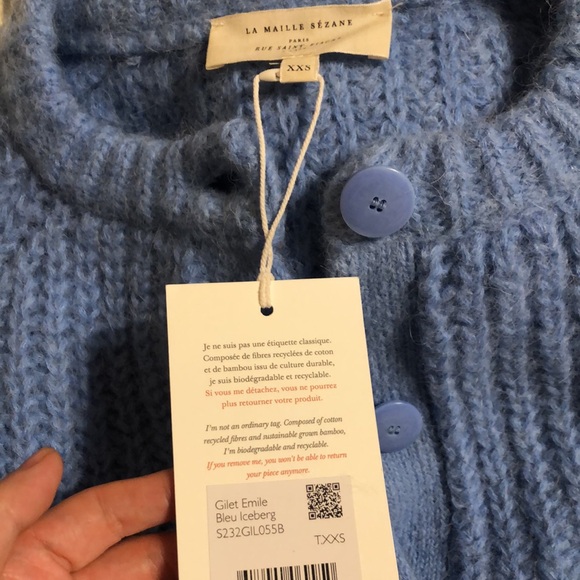 LA MAILLE SÉZANE
PARIS
RUE SAINT
XXS
Je ne suis pas une étiquette classique.
Composée de fibres recyclées de coton
et de bambou issu de culture durable,
je suis biodégradable et recyclable.
Si vous me détachez, vous ne pourrez
plus retourner votre produit.
I'm not an ordinary tag. Composed of cotton
recycled fibres and sustainable grown bamboo,
I'm biodegradable and recyclable.
If you remove me, you won't be able to return
your piece anymore.
Gilet Emile
Bleu Iceberg
S232GIL055B
T.XXS